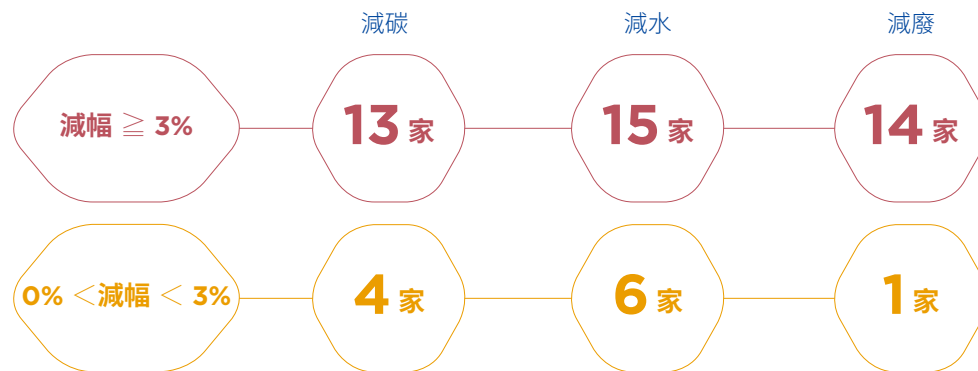 減碳 減水 減廢
減幅 ≧ 3% 13 家 15 家 14 家
0% <減幅 < 3% 4 家 6 家 1 家